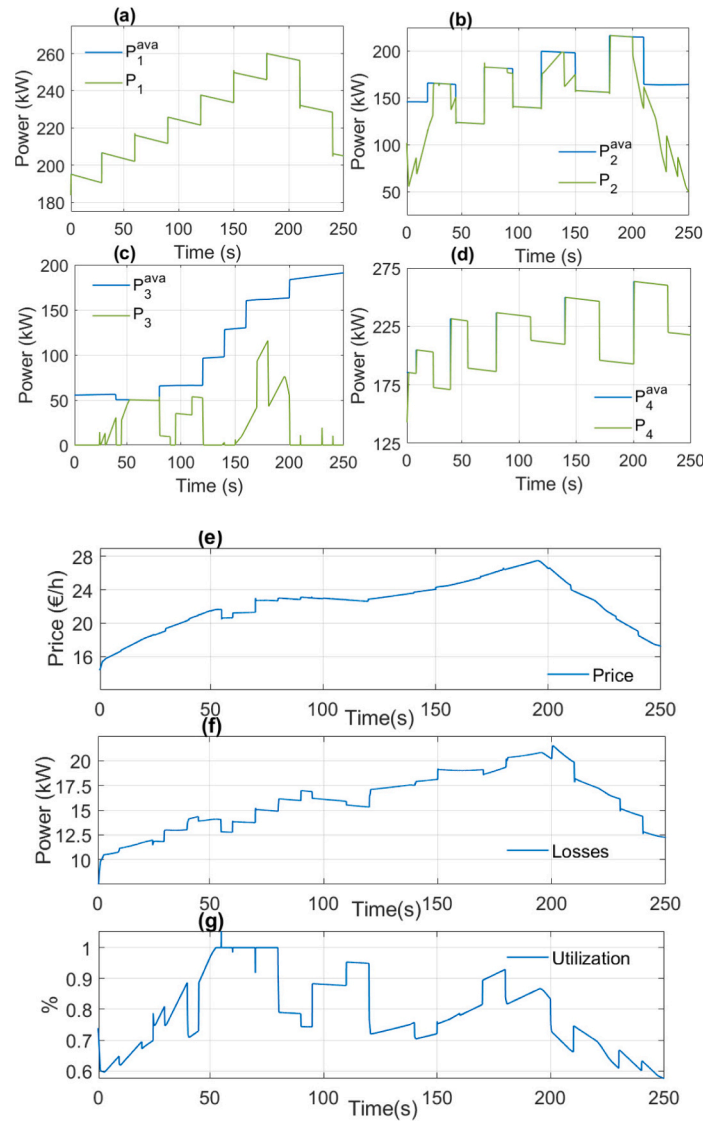 (a)
(b)
P1ava
P1
Power (kW)
260
240
220
200
180
0 50 100 150 200 250
Time (s)
P2ava
P2
Power (kW)
200
150
100
50
0 50 100 150 200 250
Time (s)
(c)
(d)
P3ava
P3
Power (kW)
200
150
100
50
0
0 50 100 150 200 250
Time (s)
P4ava
P4
Power (kW)
275
225
175
125
0 50 100 150 200 250
Time (s)
(e)
Price (€/h)
28
24
20
16
Price
0 50 100 150 200 250
Time(s)
(f)
Power (kW)
20
17.5
15
12.5
10
Losses
0 50 100 150 200 250
Time(s)
(g)
%
1
0.9
0.8
0.7
0.6
Utilization
0 50 100 150 200 250
Time(s)